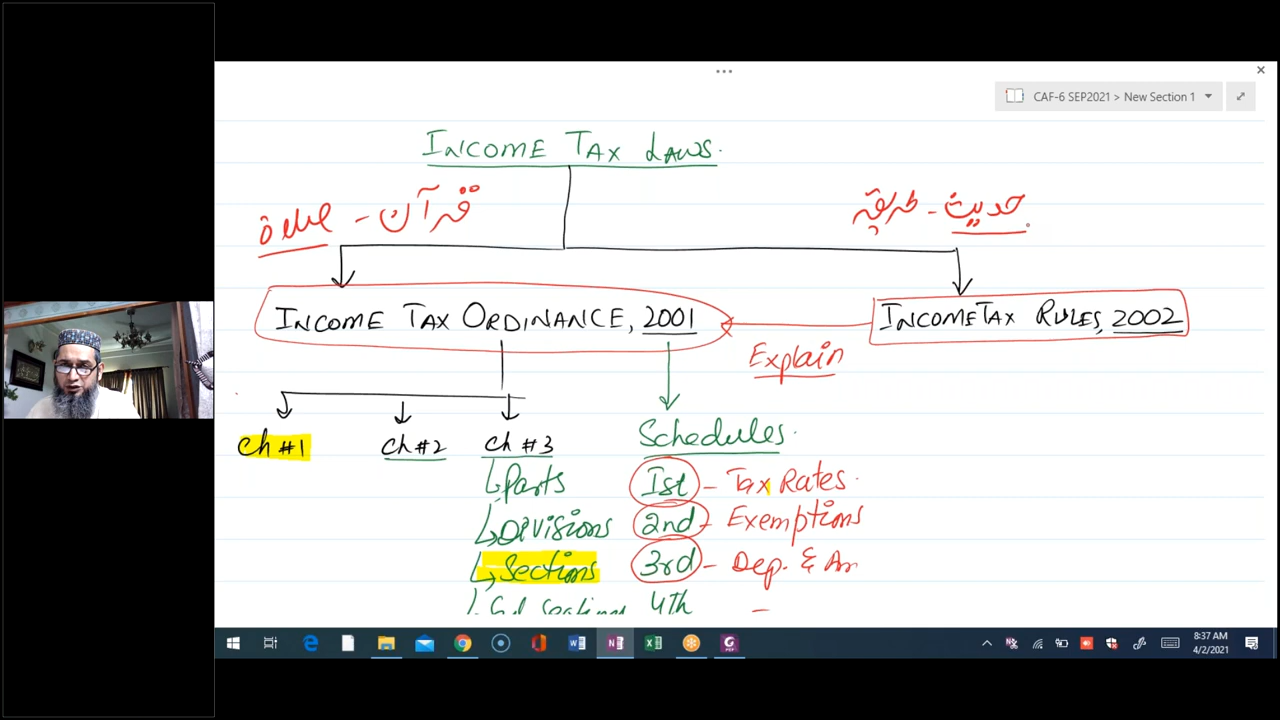 CAF-6 SEP2021 > New Section 1
INCOME TAX LAWS.
صلوٰۃ - قرآن
حدیث - طریقہ
INCOME TAX ORDINANCE, 2001
INCOME TAX RULES, 2002
Explain
Ch #1 Ch #2 Ch #3
Schedules
Parts
Ist - Tax Rates
Divisions
2nd - Exemptions
Sections
3rd - Dep. & Am
4th -
8:37 AM
4/2/2021